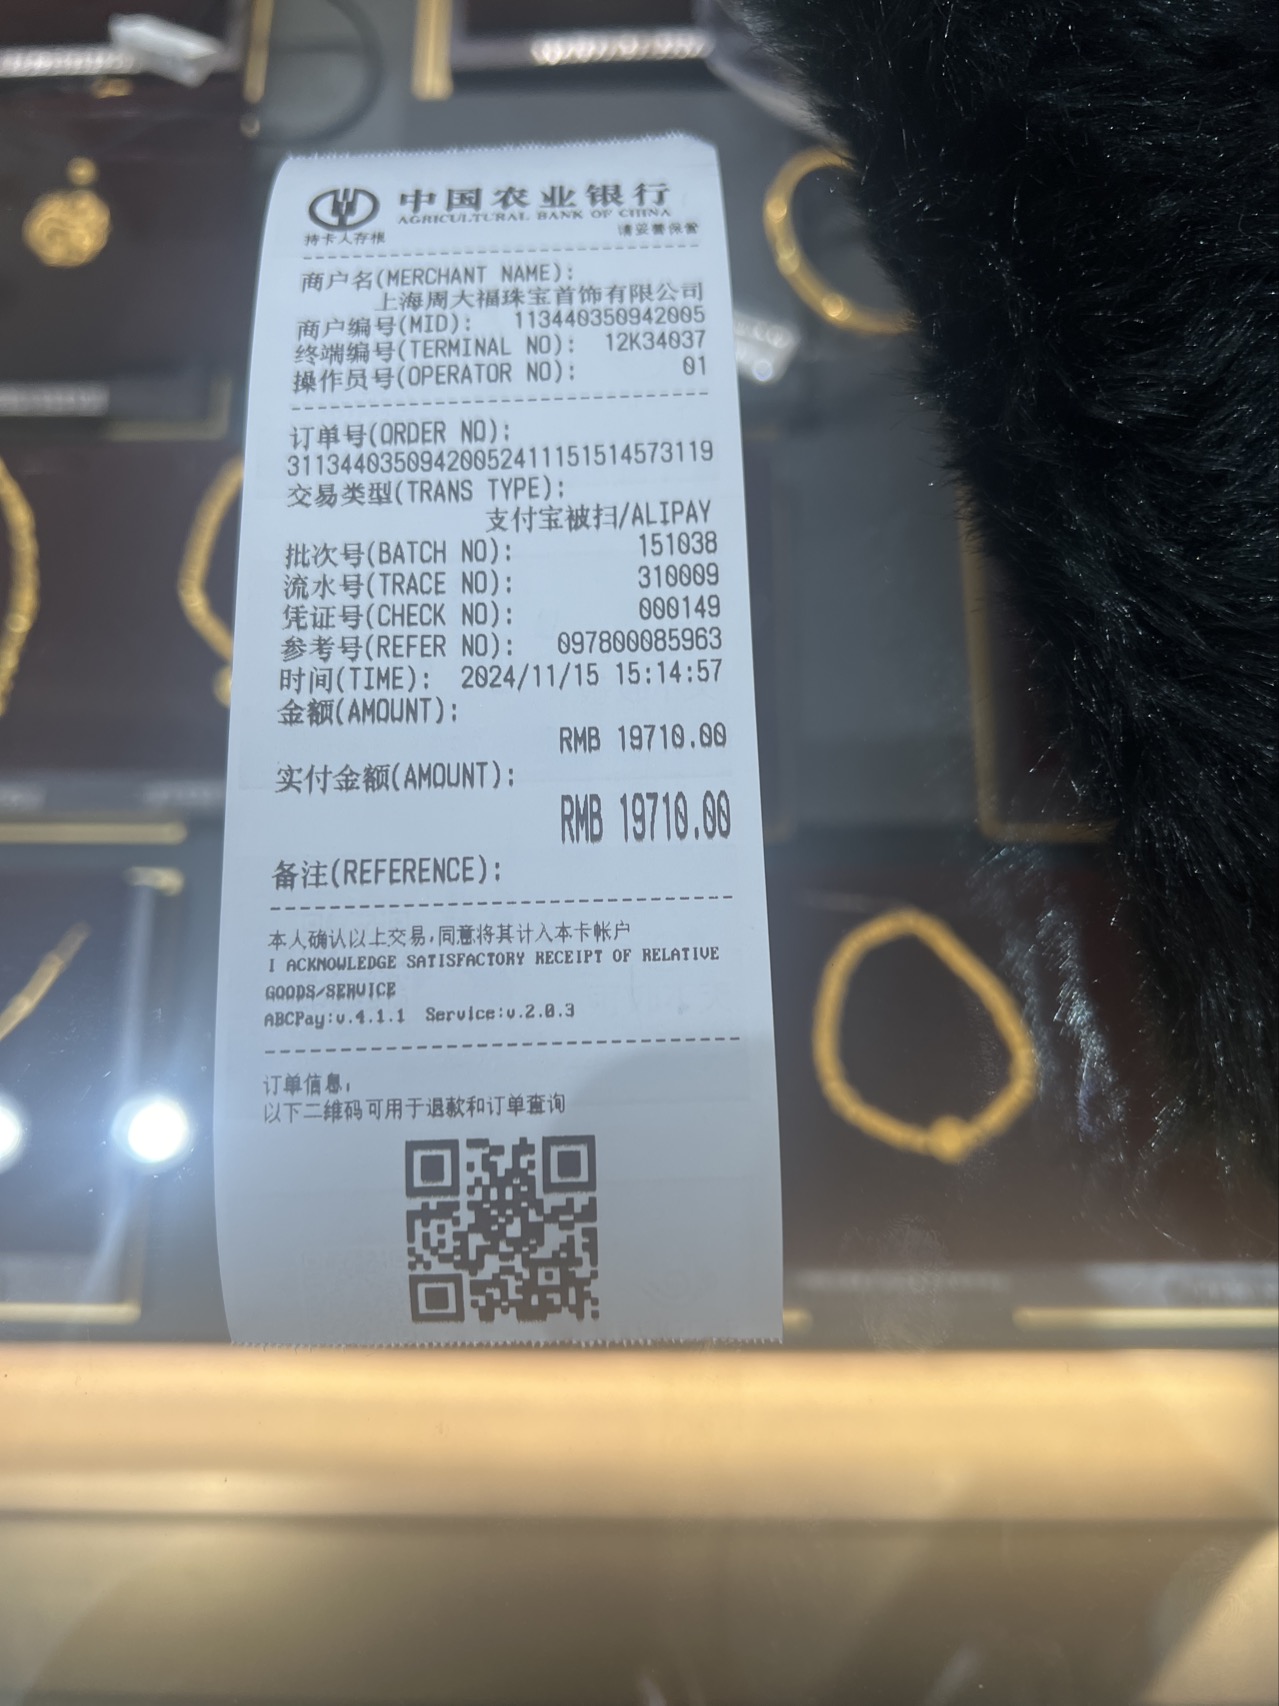 中国农业银行
AGRICULTURAL BANK OF CHINA
持卡人存根 请妥善保管
商户名(MERCHANT NAME):
上海周大福珠宝首饰有限公司
商户编号(MID): 113440350942005
终端编号(TERMINAL NO): 12K34037
操作员号(OPERATOR NO): 01
订单号(ORDER NO):
31134403509420052411151514573119
交易类型(TRANS TYPE):
支付宝被扫/ALIPAY
批次号(BATCH NO): 151038
流水号(TRACE NO): 310009
凭证号(CHECK NO): 000149
参考号(REFER NO): 097800085963
时间(TIME): 2024/11/15 15:14:57
金额(AMOUNT):
RMB 19710.00
实付金额(AMOUNT):
RMB 19710.00
备注(REFERENCE):
本人确认以上交易,同意将其计入本卡帐户
I ACKNOWLEDGE SATISFACTORY RECEIPT OF RELATIVE
GOODS/SERVICE
ABCPay:v.4.1.1 Service:v.2.0.3
订单信息:
以下二维码可用于退款和订单查询